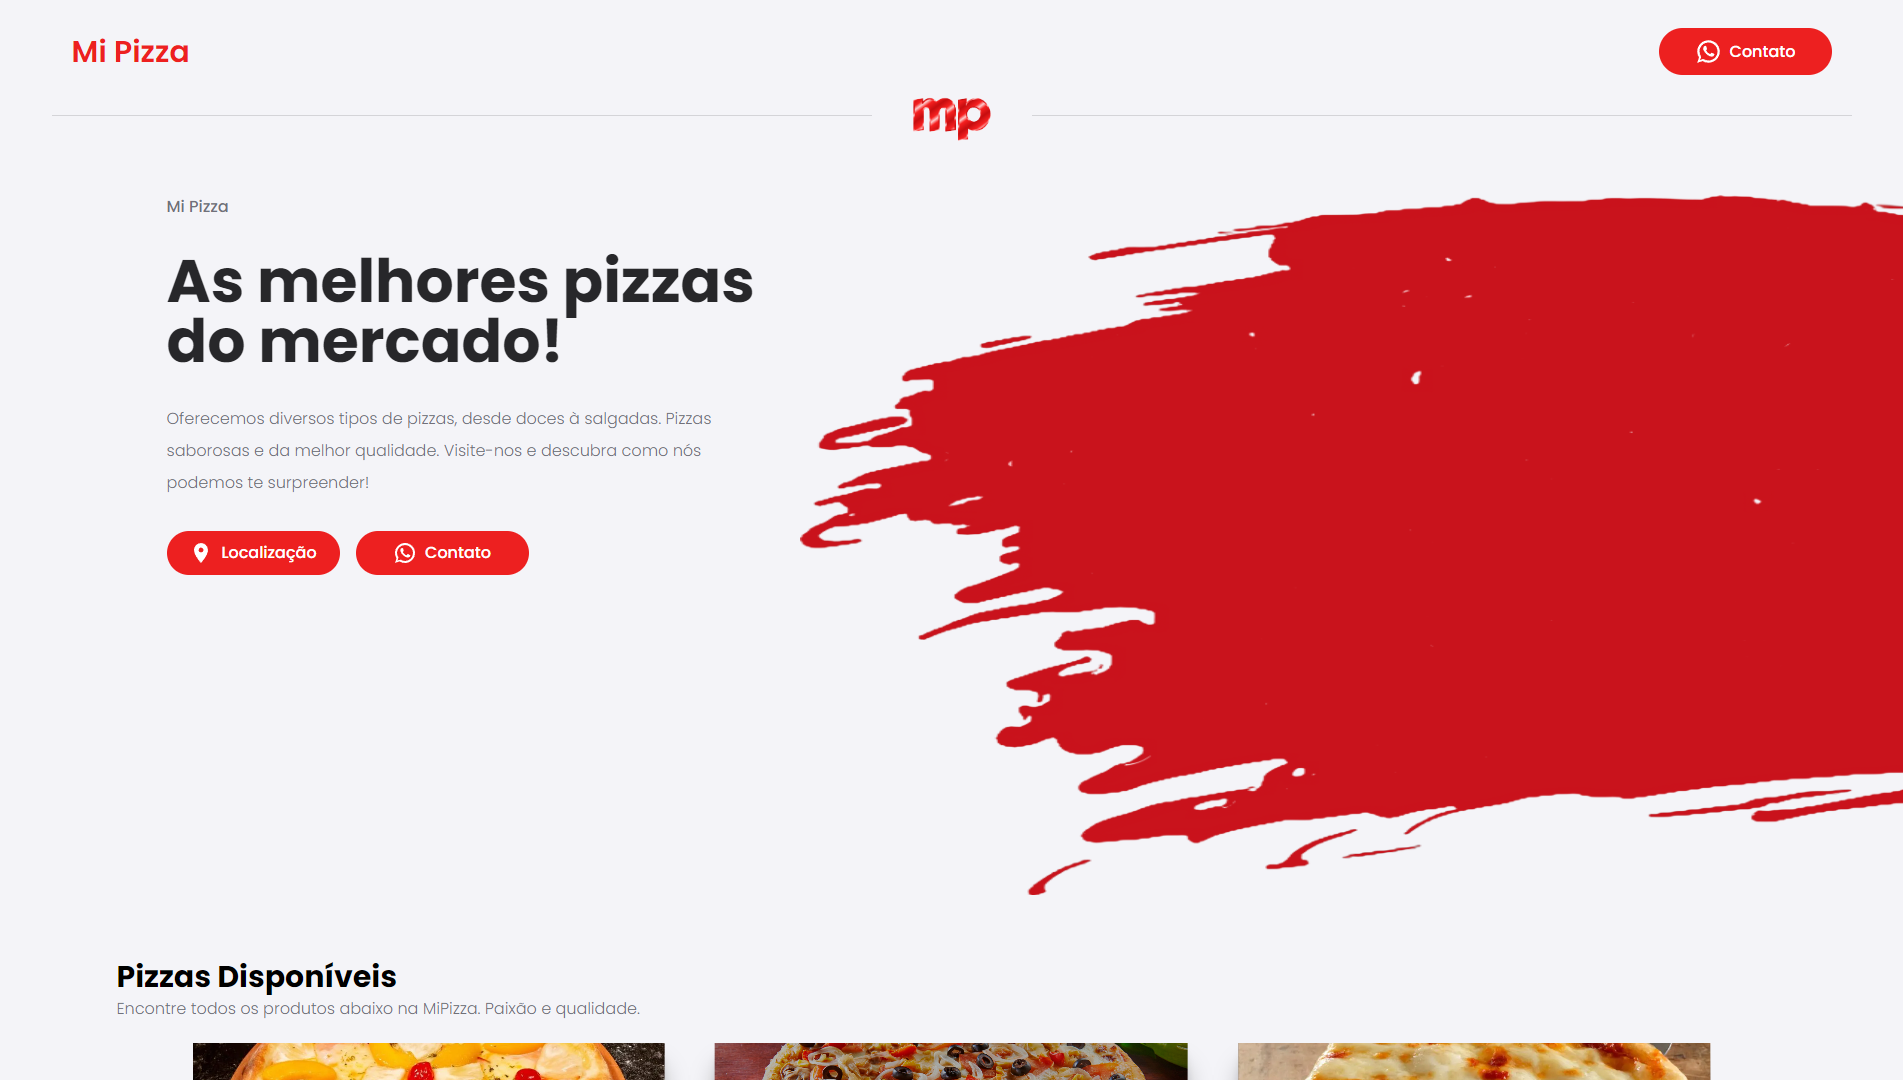 Mi Pizza
Contato
mp
Mi Pizza
As melhores pizzas
do mercado!
Oferecemos diversos tipos de pizzas, desde doces à salgadas. Pizzas
saborosas e da melhor qualidade. Visite-nos e descubra como nós
podemos te surpreender!
Localização
Contato
Pizzas Disponíveis
Encontre todos os produtos abaixo na MiPizza. Paixão e qualidade.